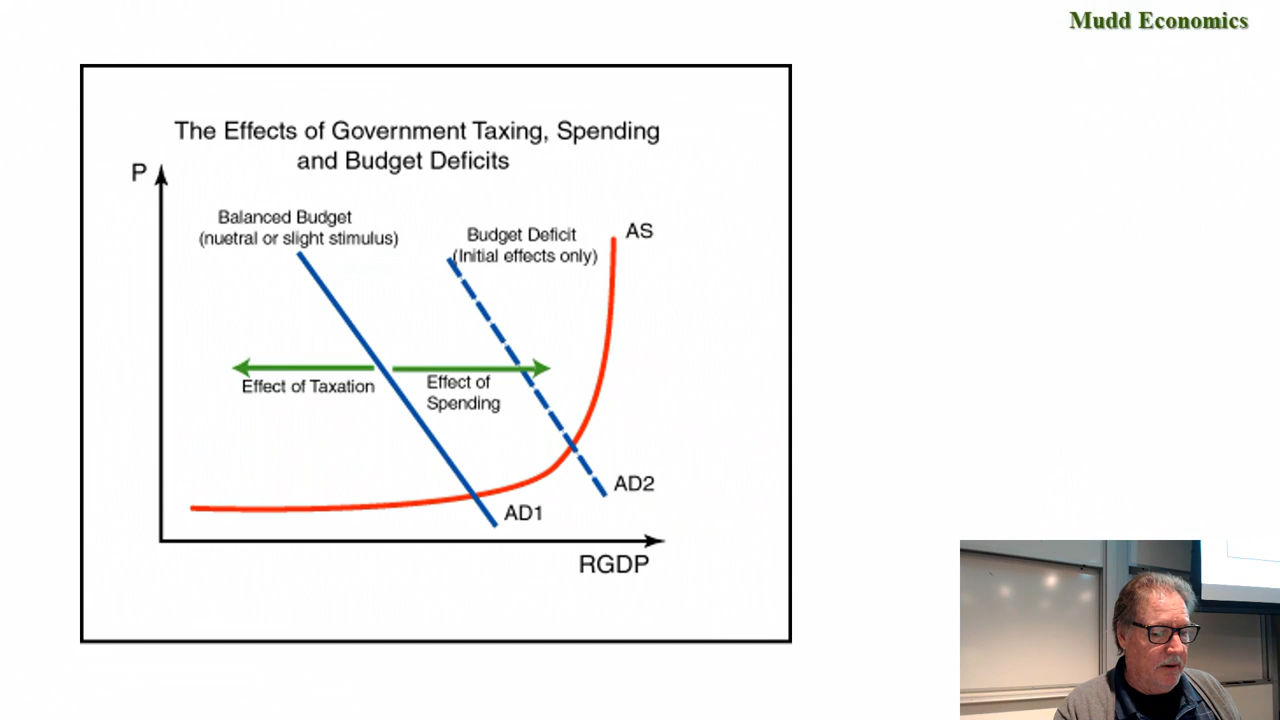 Mudd Economics
The Effects of Government Taxing, Spending
and Budget Deficits
P
Balanced Budget
(nuetral or slight stimulus)
Budget Deficit
(Initial effects only)
AS
Effect of Taxation
Effect of
Spending
AD2
AD1
RGDP